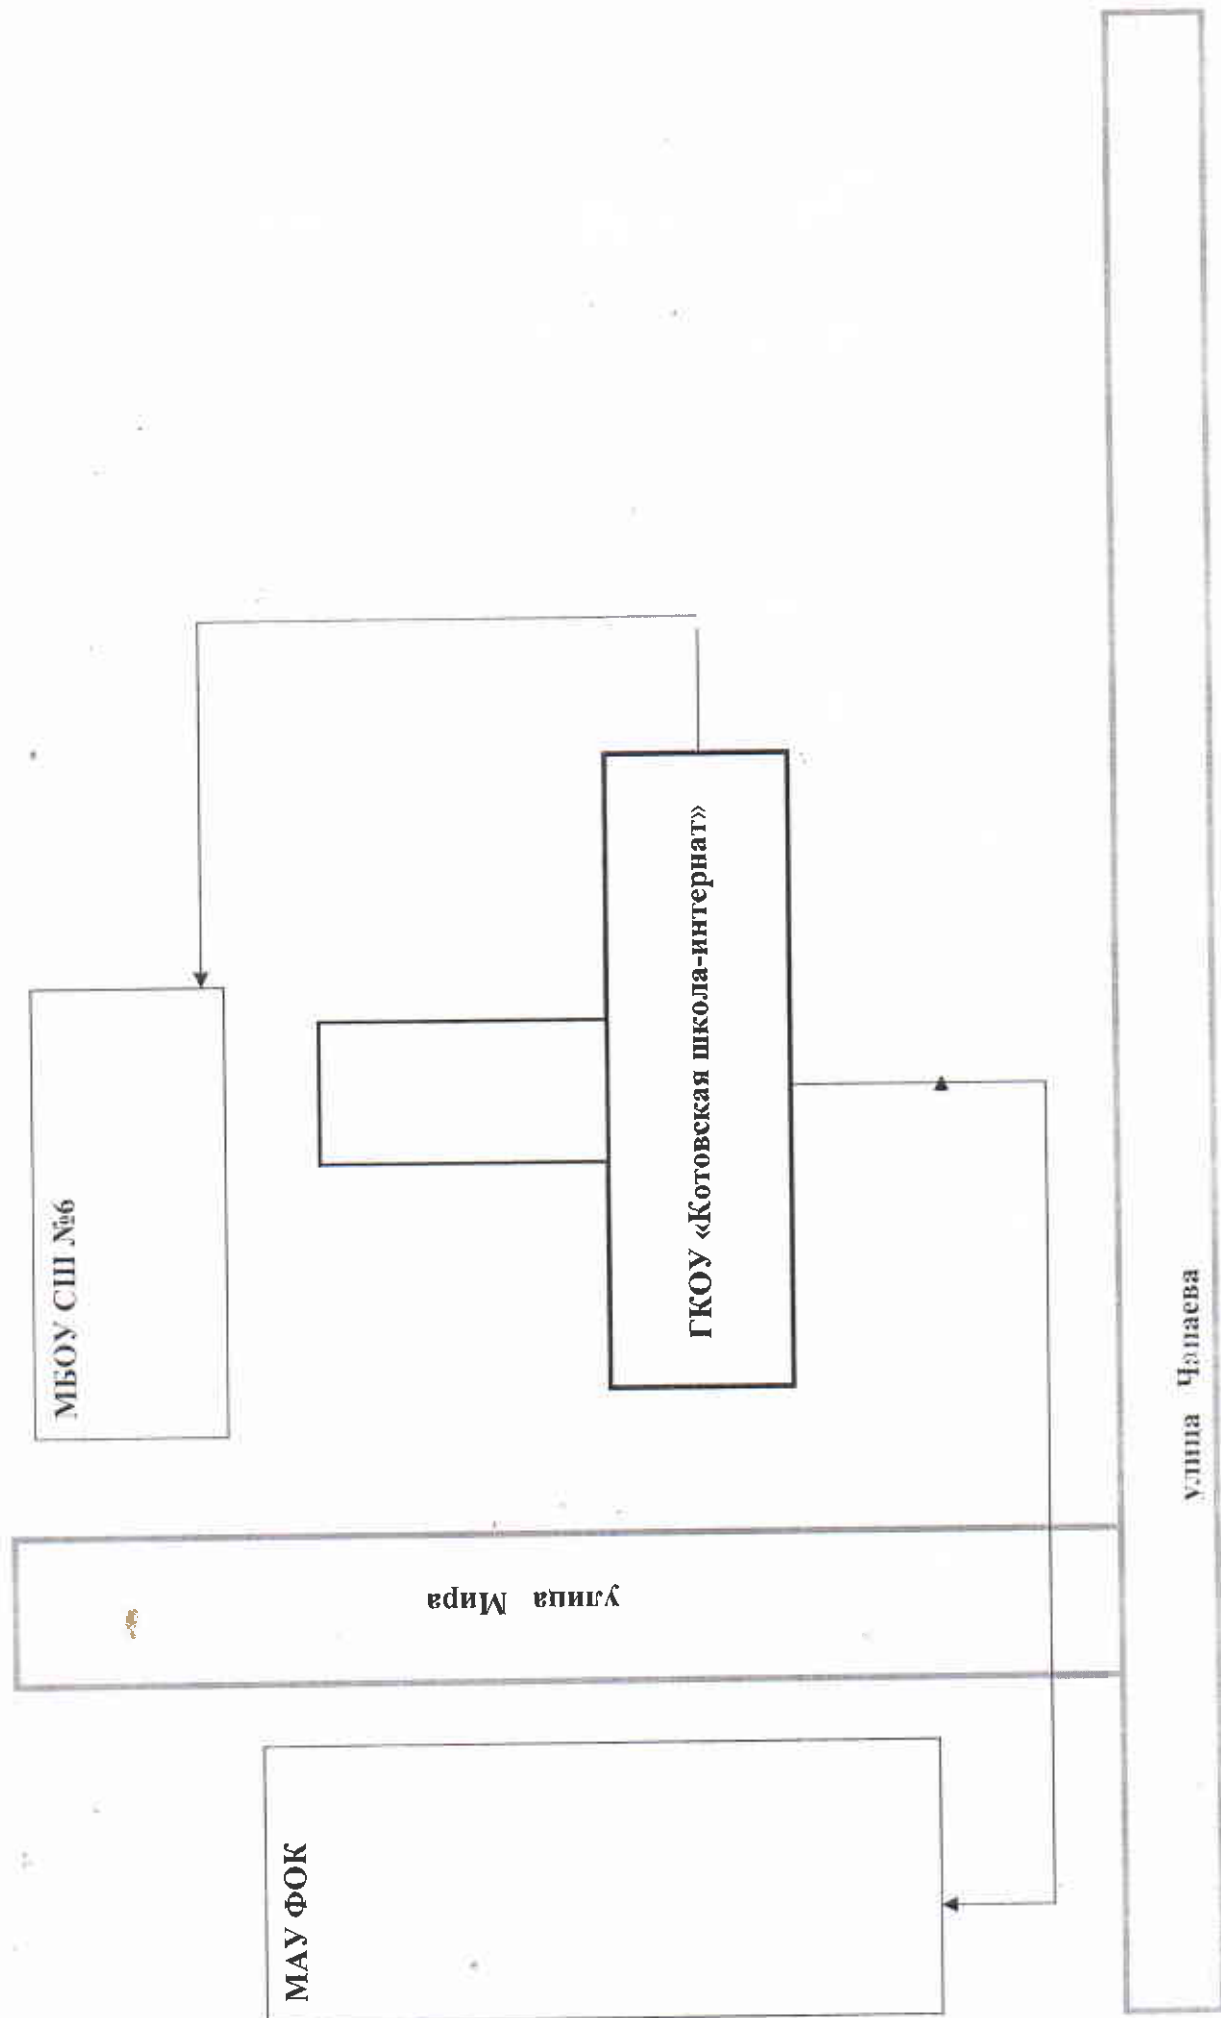 МБОУ СШ №6
ГКОУ «Котовская школа-интернат»
улица Мира
МАУ ФОК
улица Чапаева